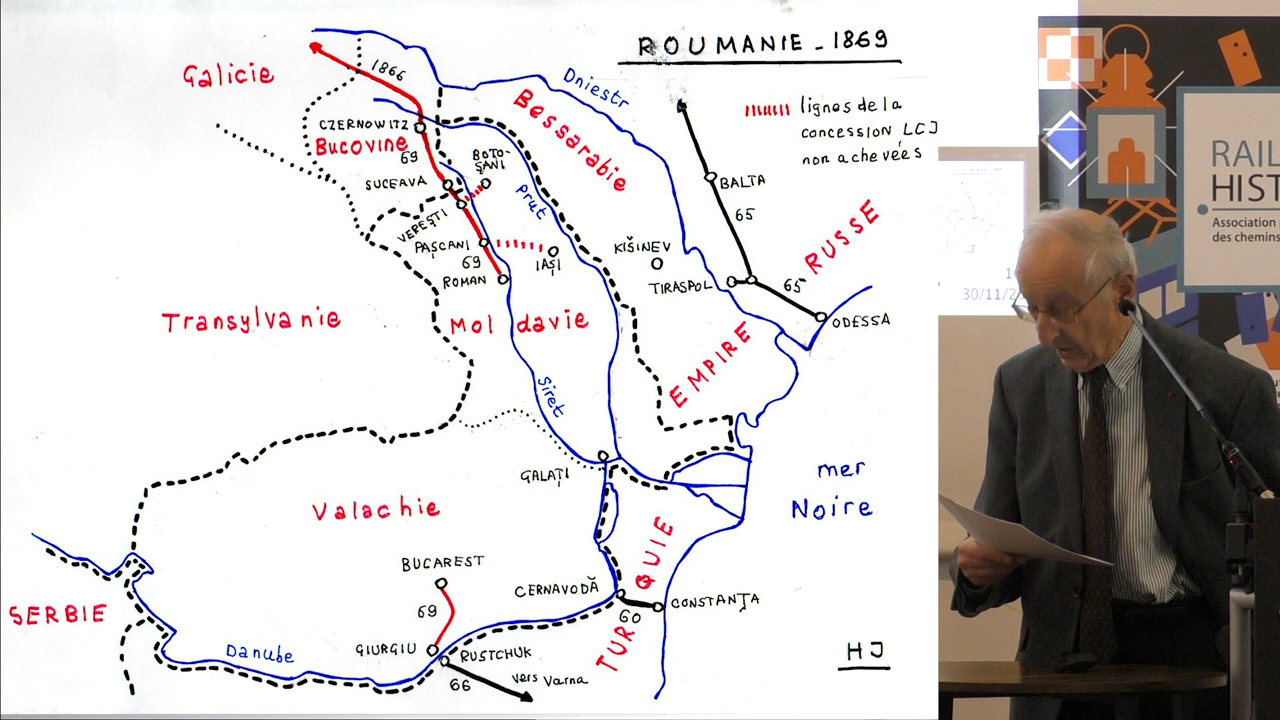 ROUMANIE - 1869
Galicie
1866
Dniestr
lignes de la
concession LCJ
non achevées
CZERNOWITZ
Bucovine
69
Bessarabie
BOTO-
ŞANI
SUCEAVA
Prut
BALTA
65
VEREŞTI
PAŞCANI
69
IAŞI
KIŠINEV
ROMAN
TIRASPOL
65
ODESSA
EMPIRE RUSSE
Transylvanie
Moldavie
Siret
GALAŢI
mer
Noire
Valachie
BUCAREST
69
CERNAVODĂ
60
CONSTANŢA
TURQUIE
SERBIE
Danube
GIURGIU
RUSTCHUK
66
vers Varna
HJ
RAIL
HIST
Association
des chemins
30/11/2